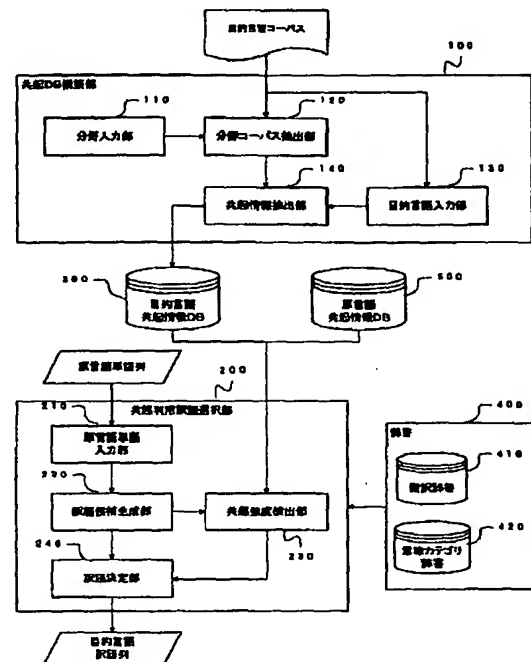 目的言語コーパス
100
共起DB構築部
110
120
分野入力部
分野コーパス抽出部
140
130
共起情報抽出部
目的言語入力部
300
500
目的言語
共起情報DB
原言語
共起情報DB
原言語単語列
200
400
210
共起利用訳語選択部
辞書
原言語単語
入力部
410
対訳辞書
220
訳語候補生成部
共起強度検出部
420
意味カテゴリ
辞書
240
230
訳語決定部
目的言語
訳語列